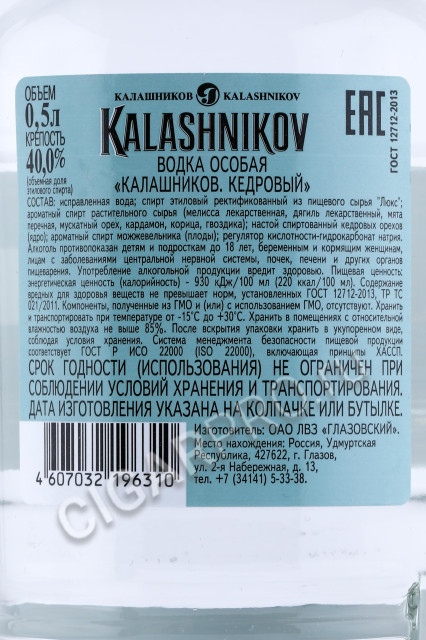 ОБЪЕМ
0,5л
КРЕПОСТЬ
40,0%
(объемная доля
этилового спирта)
КАЛАШНИКОВ KALASHNIKOV
KALASHNIKOV
ВОДКА ОСОБАЯ
«КАЛАШНИКОВ. КЕДРОВЫЙ»
ЕАС
ГОСТ 12712-2013
СОСТАВ: исправленная вода; спирт этиловый ректификованный из пищевого сырья "Люкс";
ароматный спирт растительного сырья (мелисса лекарственная, дягиль лекарственный, мята
перечная, мускатный орех, кардамон, корица, гвоздика); настой спиртованный кедровых орехов
(ядро); ароматный спирт можжевельника (плоды); регулятор кислотности-гидрокарбонат натрия.
Алкоголь противопоказан детям и подросткам до 18 лет, беременным и кормящим женщинам,
лицам с заболеваниями центральной нервной системы, почек, печени и других органов
пищеварения. Употребление алкогольной продукции вредит здоровью. Пищевая ценность:
энергетическая ценность (калорийность) - 930 кДж/100 мл (220 ккал/100 мл). Содержание
вредных для здоровья веществ не превышает норм, установленных ГОСТ 12712-2013, ТР ТС
021/2011. Компоненты, полученные из ГМО и (или) с использованием ГМО, отсутствуют. Хранить
и транспортировать при температуре от -15°С до +30°С. Хранить в помещениях с относительной
влажностью воздуха не выше 85%. После вскрытия упаковки хранить в укупоренном виде,
соблюдая условия хранения. Система менеджмента безопасности пищевой продукции
соответствует ГОСТ Р ИСО 22000 (ISO 22000), включающая принципы ХАССП.
СРОК ГОДНОСТИ (ИСПОЛЬЗОВАНИЯ) НЕ ОГРАНИЧЕН ПРИ
СОБЛЮДЕНИИ УСЛОВИЙ ХРАНЕНИЯ И ТРАНСПОРТИРОВАНИЯ.
ДАТА ИЗГОТОВЛЕНИЯ УКАЗАНА НА КОЛПАЧКЕ ИЛИ БУТЫЛКЕ.
Изготовитель: ОАО ЛВЗ «ГЛАЗОВСКИЙ».
Место нахождения: Россия, Удмуртская
Республика, 427622, г. Глазов,
ул. 2-я Набережная, д. 13,
тел. +7 (34141) 5-33-38.
4 607032 196310
CIGARPRO.RU